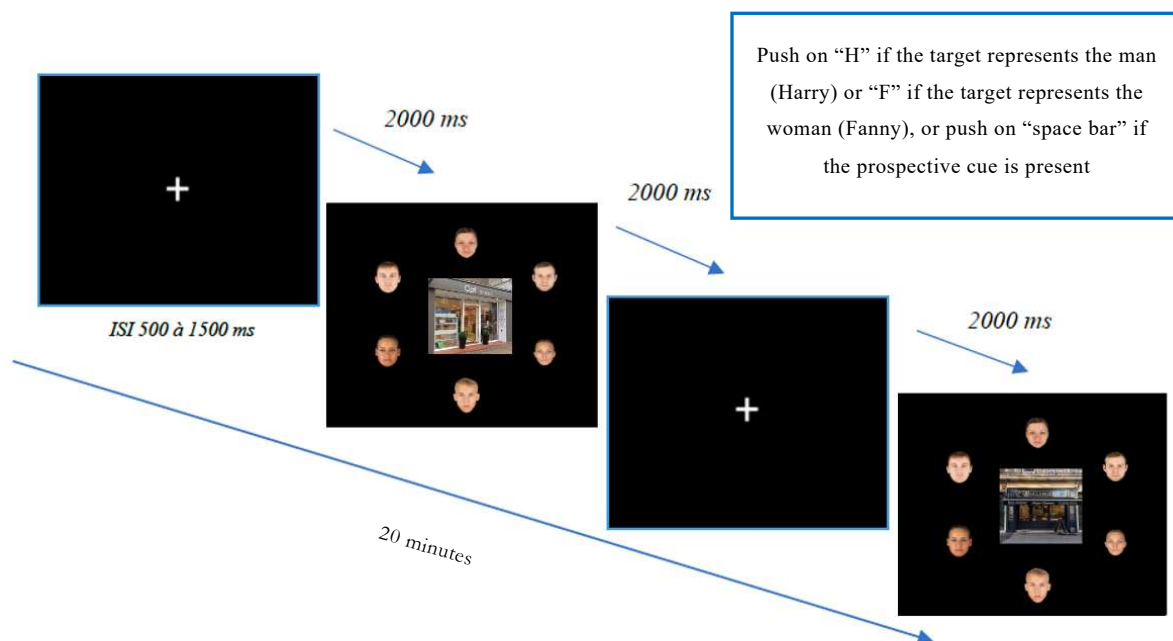 Push on “H” if the target represents the man
(Harry) or “F” if the target represents the
woman (Fanny), or push on “space bar” if
the prospective cue is present
2000 ms
2000 ms
ISI 500 à 1500 ms
2000 ms
20 minutes